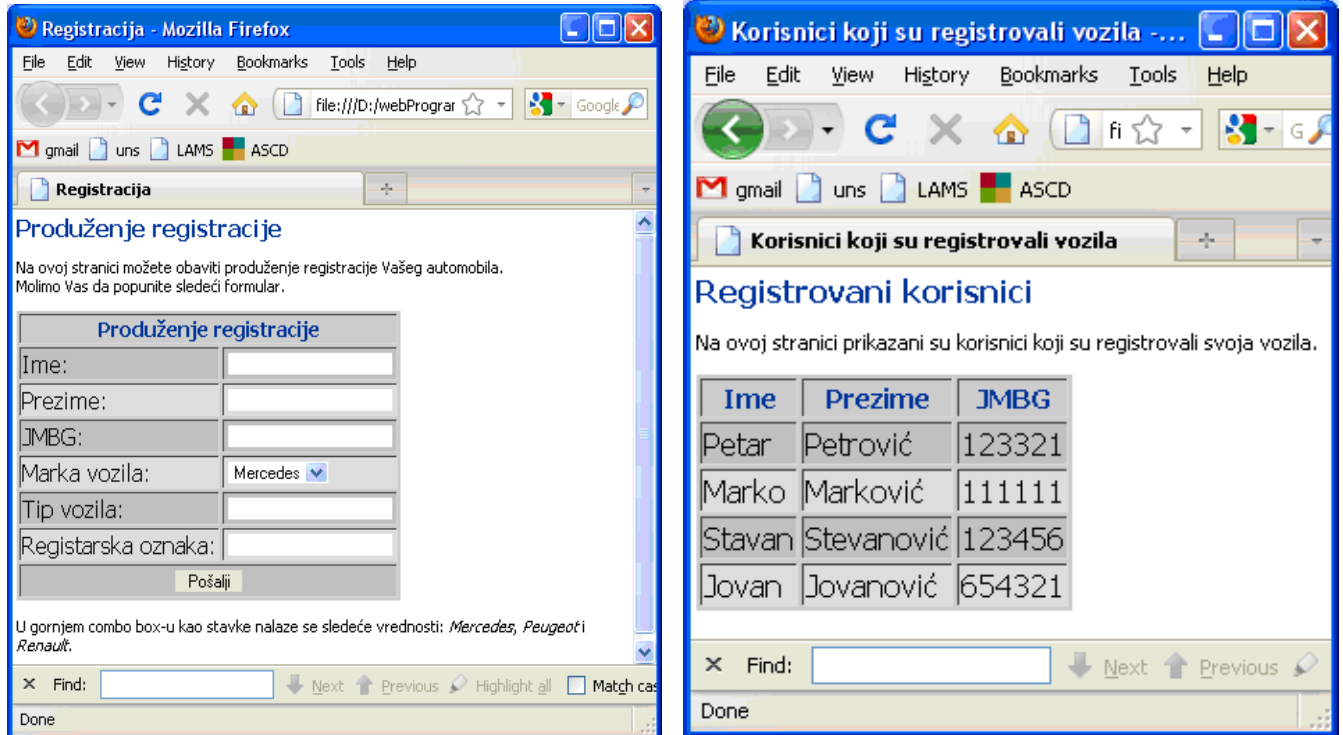 Registracija - Mozilla Firefox
File Edit View History Bookmarks Tools Help
file:///D:/webPrograr Google
gmail uns LAMS ASCD
Registracija
Produženje registracije
Na ovoj stranici možete obaviti produženje registracije Vašeg automobila.
Molimo Vas da popunite sledeći formular.
Produženje registracije
Ime:
Prezime:
JMBG:
Marka vozila: Mercedes
Tip vozila:
Registarska oznaka:
Pošalji
U gornjem combo box-u kao stavke nalaze se sledeće vrednosti: Mercedes, Peugeot i
Renault.
× Find: Next Previous Highlight all Match cas
Done
Korisnici koji su registrovali vozila -...
File Edit View History Bookmarks Tools Help
fi G
gmail uns LAMS ASCD
Korisnici koji su registrovali vozila
Registrovani korisnici
Na ovoj stranici prikazani su korisnici koji su registrovali svoja vozila.
Ime Prezime JMBG
Petar Petrović 123321
Marko Marković 111111
Stavan Stevanović 123456
Jovan Jovanović 654321
× Find: Next Previous
Done